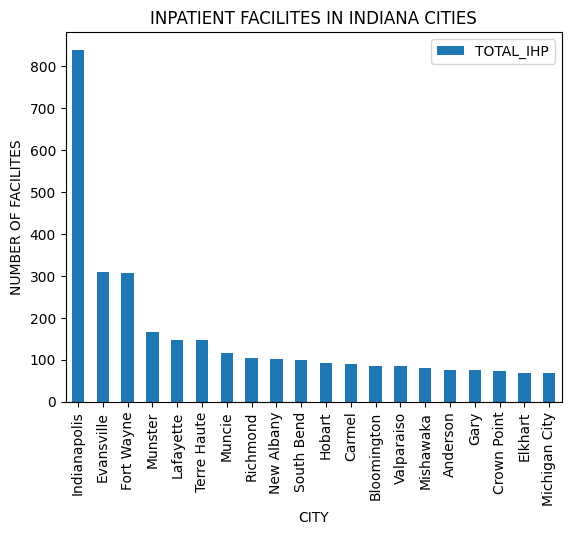 INPATIENT FACILITES IN INDIANA CITIES
TOTAL_IHP
NUMBER OF FACILITES
800
700
600
500
400
300
200
100
0
Indianapolis
Evansville
Fort Wayne
Munster
Lafayette
Terre Haute
Muncie
Richmond
New Albany
South Bend
Hobart
Carmel
Bloomington
Valparaiso
Mishawaka
Anderson
Gary
Crown Point
Elkhart
Michigan City
CITY